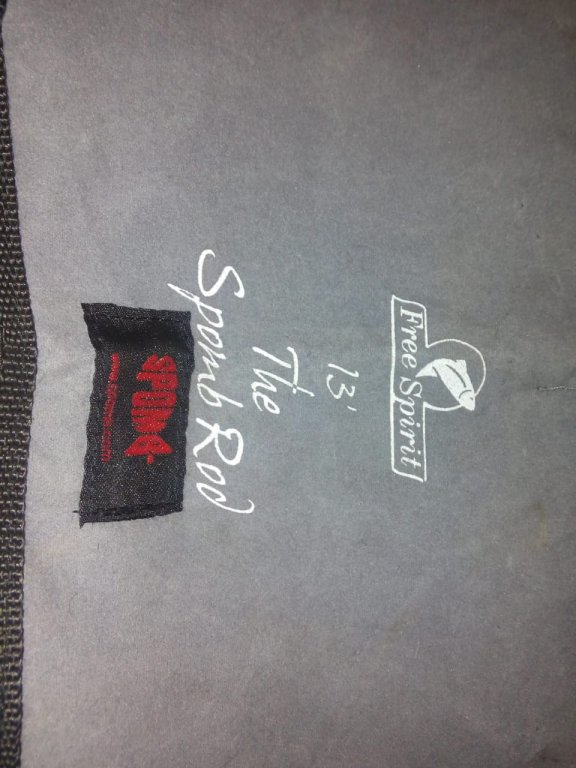 Free Spirit
13'
The
Spomb Rod
SPOMB